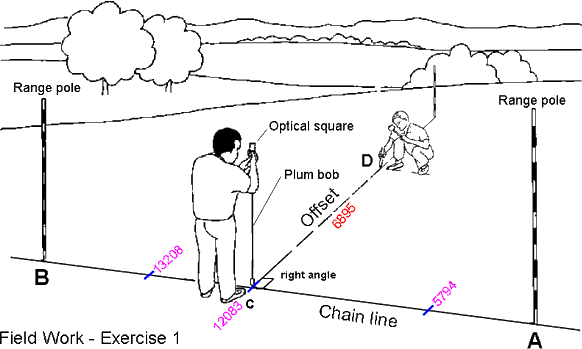 Range pole
Range pole
Optical square
D
Plum bob
Offset
6895
13208
B
right angle
C
12083
5794
Chain line
A
Field Work - Exercise 1